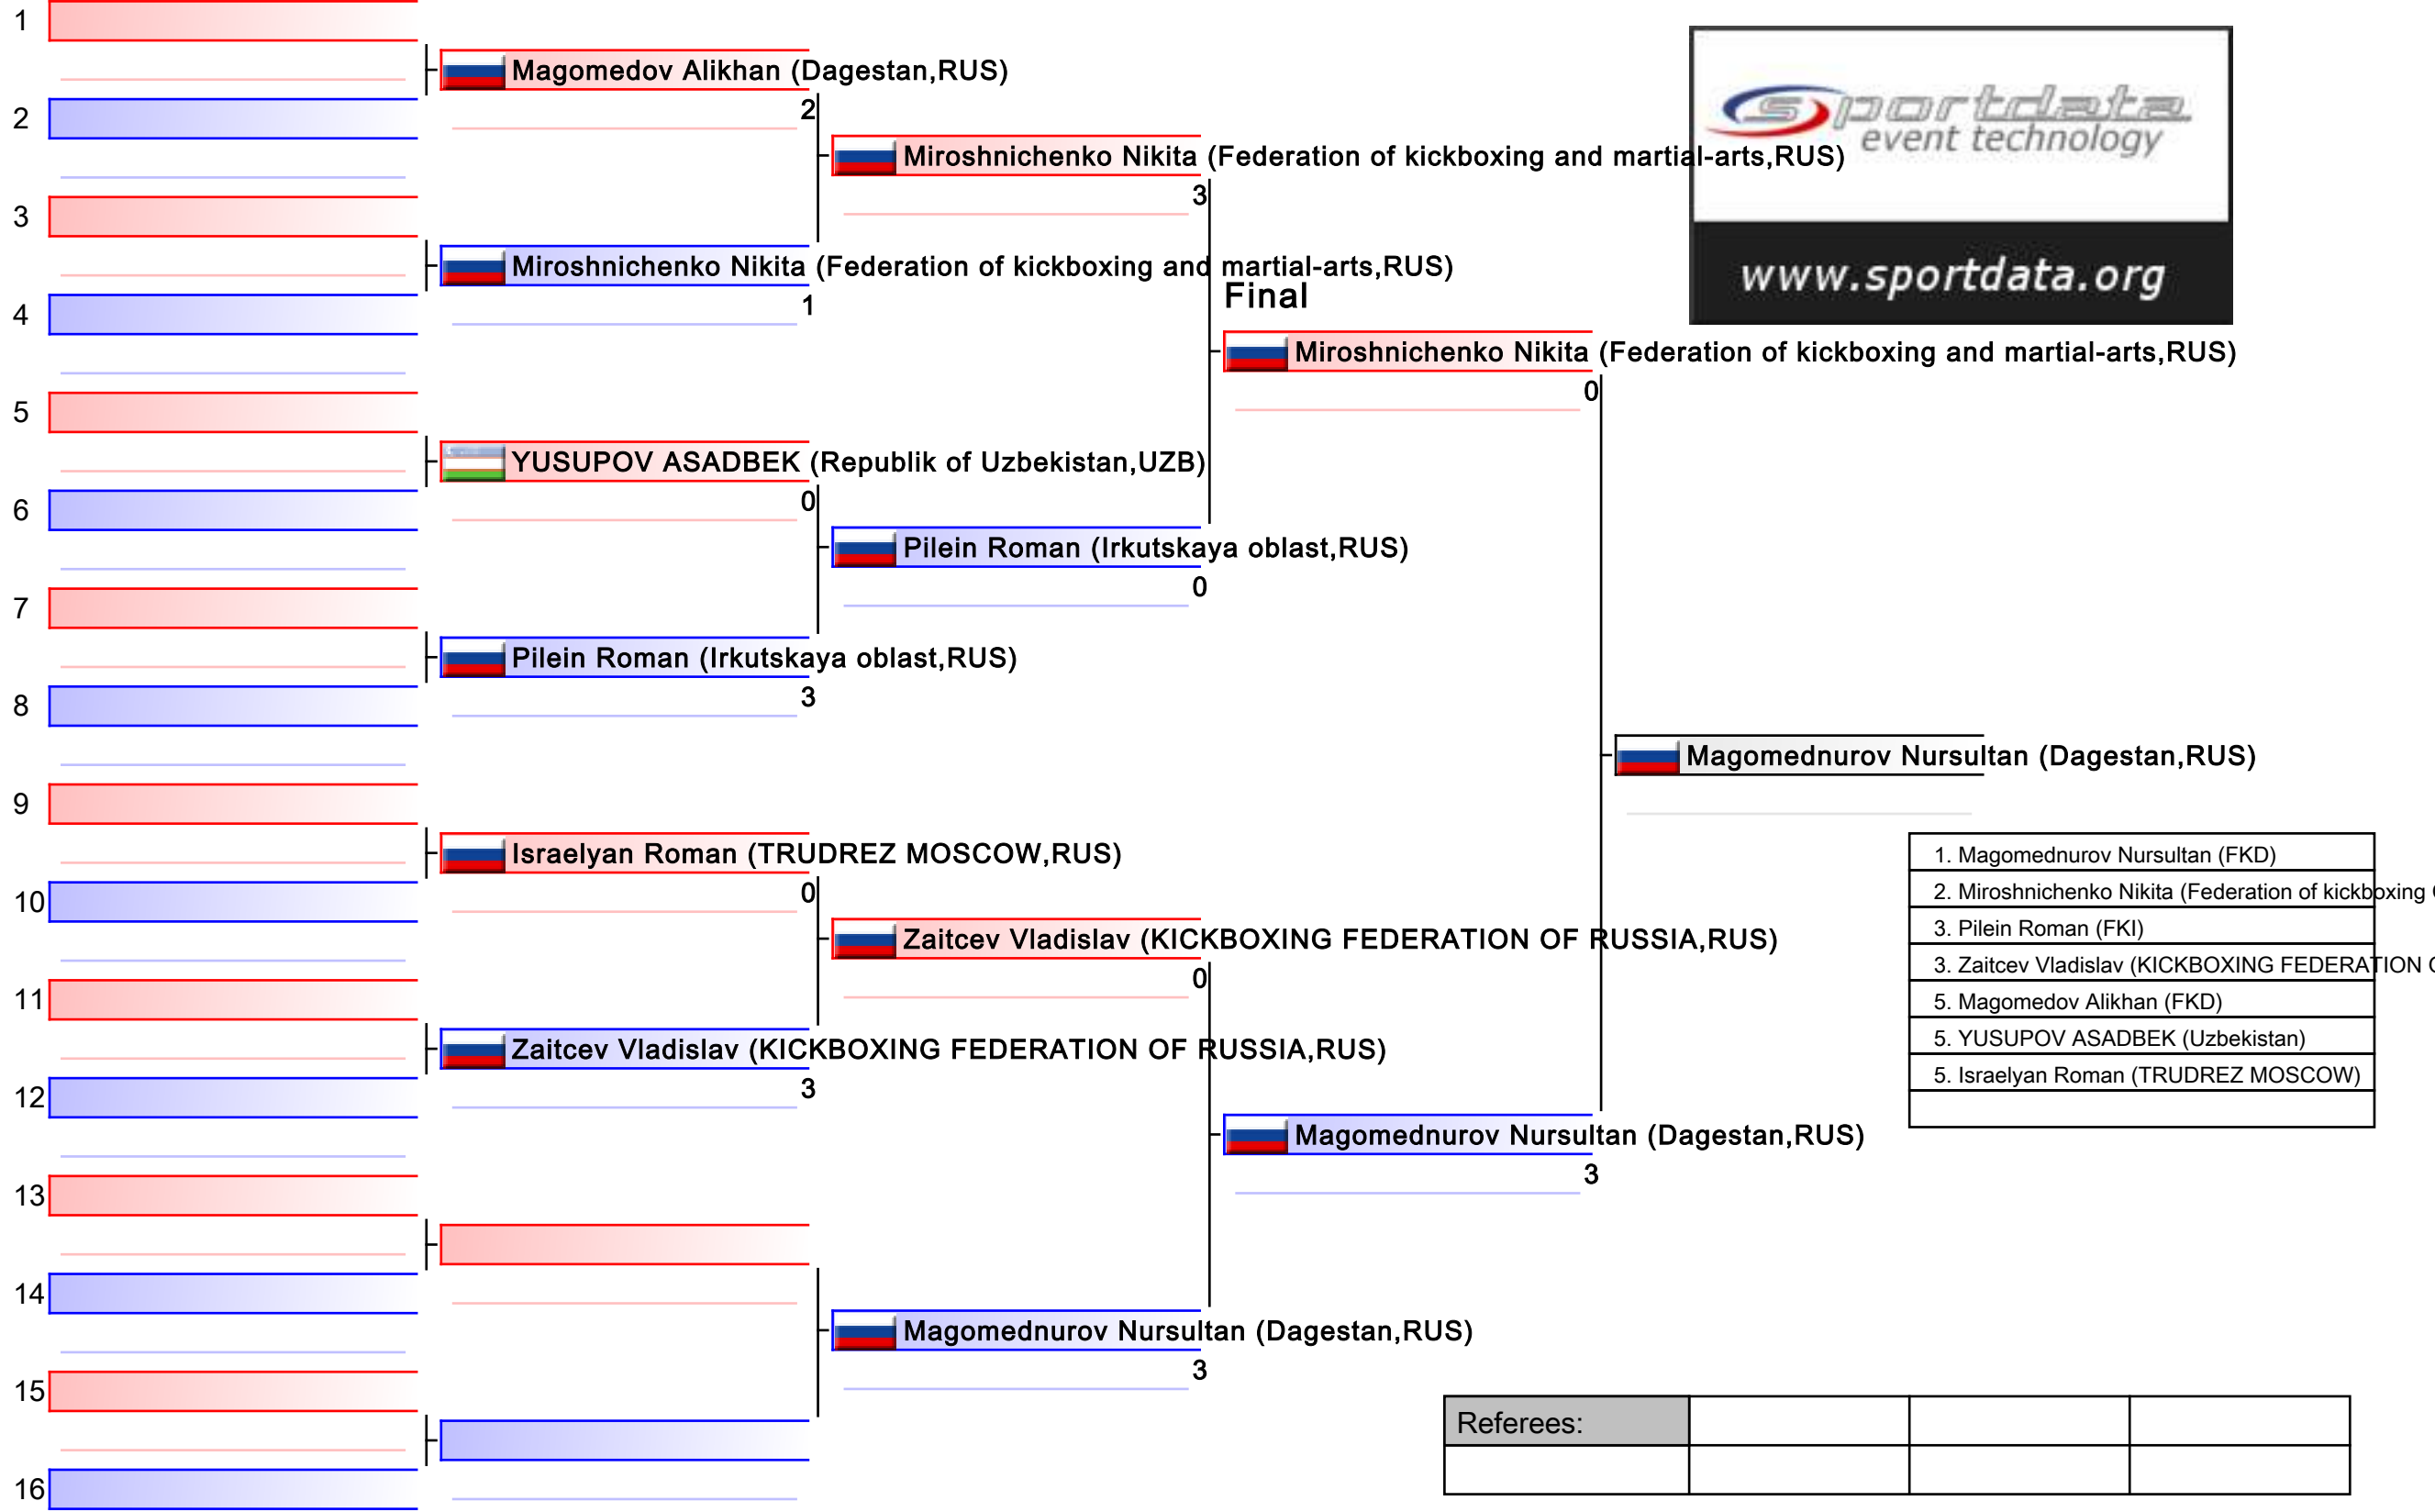 1
Magomedov Alikhan (Dagestan,RUS)
2
2
Miroshnichenko Nikita (Federation of kickboxing and martial-arts,RUS)
3
3
Miroshnichenko Nikita (Federation of kickboxing and martial-arts,RUS)
1
4
Final
Miroshnichenko Nikita (Federation of kickboxing and martial-arts,RUS)
0
5
YUSUPOV ASADBEK (Republik of Uzbekistan,UZB)
0
6
Pilein Roman (Irkutskaya oblast,RUS)
0
7
Pilein Roman (Irkutskaya oblast,RUS)
3
8
Magomednurov Nursultan (Dagestan,RUS)
9
Israelyan Roman (TRUDREZ MOSCOW,RUS)
0
10
Zaitcev Vladislav (KICKBOXING FEDERATION OF RUSSIA,RUS)
0
11
Zaitcev Vladislav (KICKBOXING FEDERATION OF RUSSIA,RUS)
3
12
Magomednurov Nursultan (Dagestan,RUS)
3
13
14
Magomednurov Nursultan (Dagestan,RUS)
3
15
16
sportdata
event technology
www.sportdata.org
1. Magomednurov Nursultan (FKD)
2. Miroshnichenko Nikita (Federation of kickboxing
3. Pilein Roman (FKI)
3. Zaitcev Vladislav (KICKBOXING FEDERATION
5. Magomedov Alikhan (FKD)
5. YUSUPOV ASADBEK (Uzbekistan)
5. Israelyan Roman (TRUDREZ MOSCOW)
Referees: